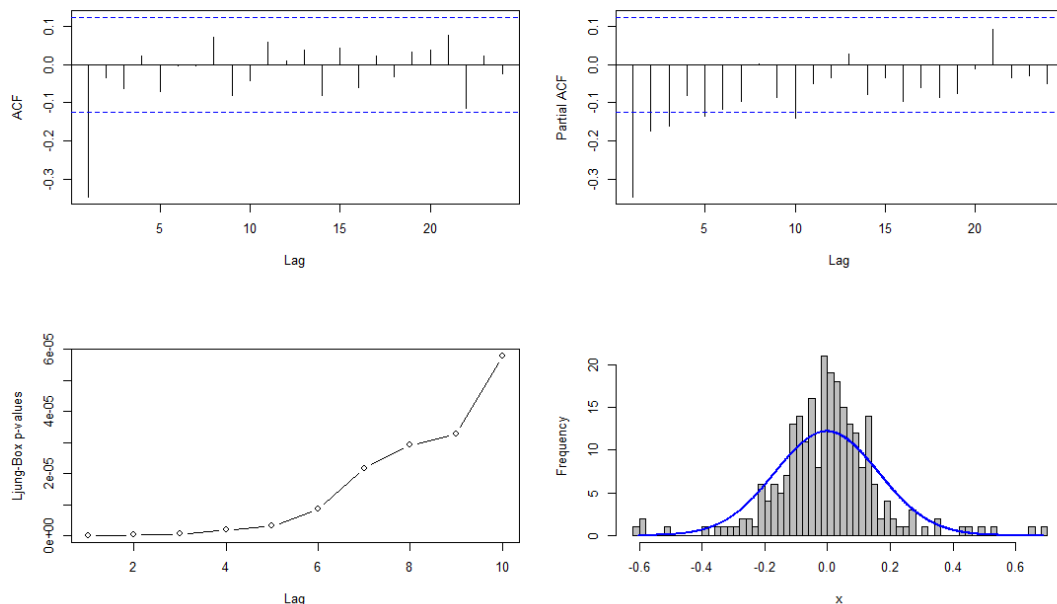 ACF
0.1
0.0
-0.1
-0.2
-0.3
5 10 15 20
Lag
Partial ACF
0.1
0.0
-0.1
-0.2
-0.3
5 10 15 20
Lag
Ljung-Box p-values
6e-05
2e-05
0e+00
2 4 6 8 10
Lag
Frequency
20
15
10
5
0
-0.6 -0.4 -0.2 0.0 0.2 0.4 0.6
x